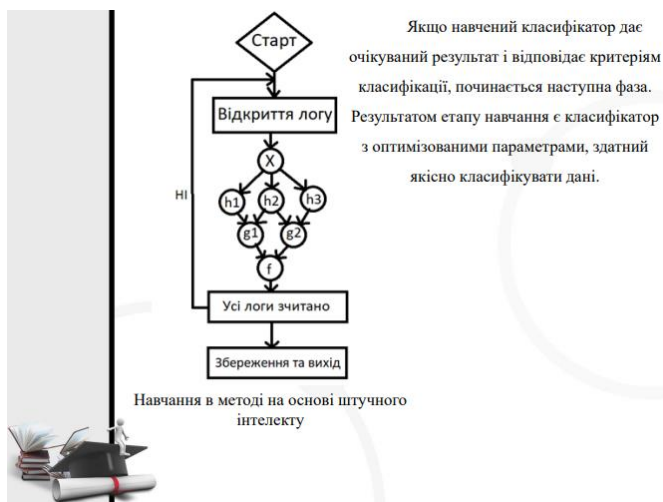 Старт
Відкриття логу
X
h1 h2 h3
g1 g2
f
НІ
Усі логи зчитано
Збереження та вихід
Навчання в методі на основі штучного
інтелекту
Якщо навчений класифікатор дає
очікуваний результат і відповідає критеріям
класифікації, починається наступна фаза.
Результатом етапу навчання є класифікатор
з оптимізованими параметрами, здатний
якісно класифікувати дані.